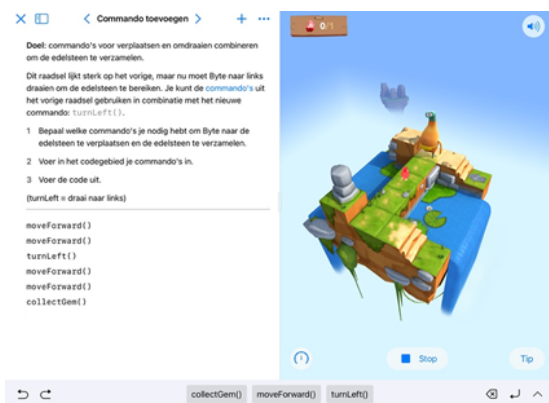 Commando toevoegen
Doel: commando's voor verplaatsen en omdraaien combineren
om de edelsteen te verzamelen.
Dit raadsel lijkt sterk op het vorige, maar nu moet Byte naar links
draaien om de edelsteen te bereiken. Je kunt de commando's uit
het vorige raadsel gebruiken in combinatie met het nieuwe
commando: turnLeft().
1 Bepaal welke commando's je nodig hebt om Byte naar de
edelsteen te verplaatsen en de edelsteen te verzamelen.
2 Voer in het codegebied je commando's in.
3 Voer de code uit.
(turnLeft = draai naar links)
moveForward()
moveForward()
turnLeft()
moveForward()
moveForward()
collectGem()
0/1
Stop
Tip
collectGem() moveForward() turnLeft()